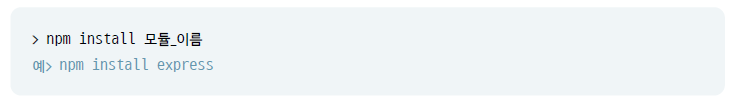 > npm install 모듈_이름
예> npm install express